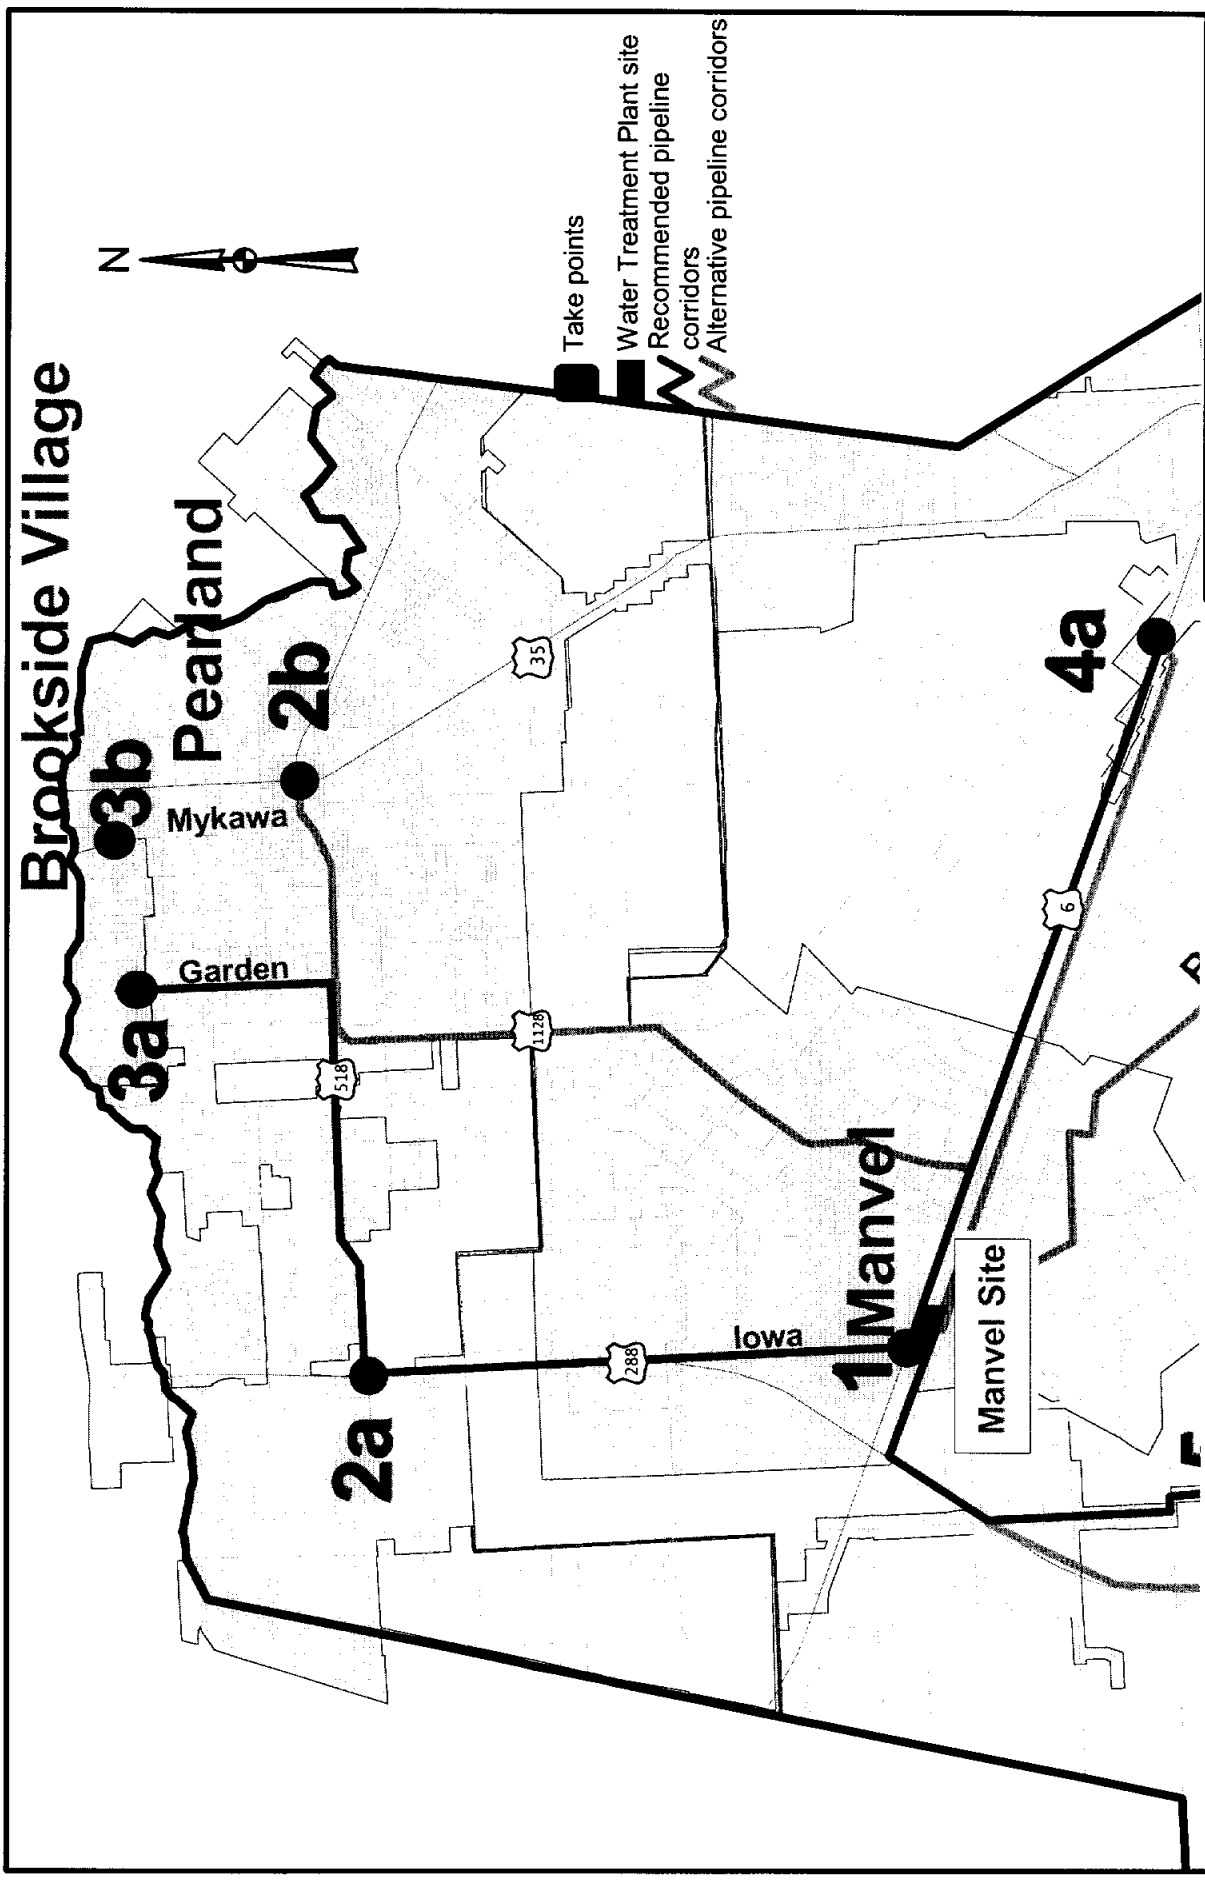 Brookside Village
Pearland
3b
Mykawa
2b
3a
Garden
518
1128
35
2a
288
Iowa
1
Manvel
Manvel Site
6
4a
N
Take points
Water Treatment Plant site
Recommended pipeline
corridors
Alternative pipeline corridors